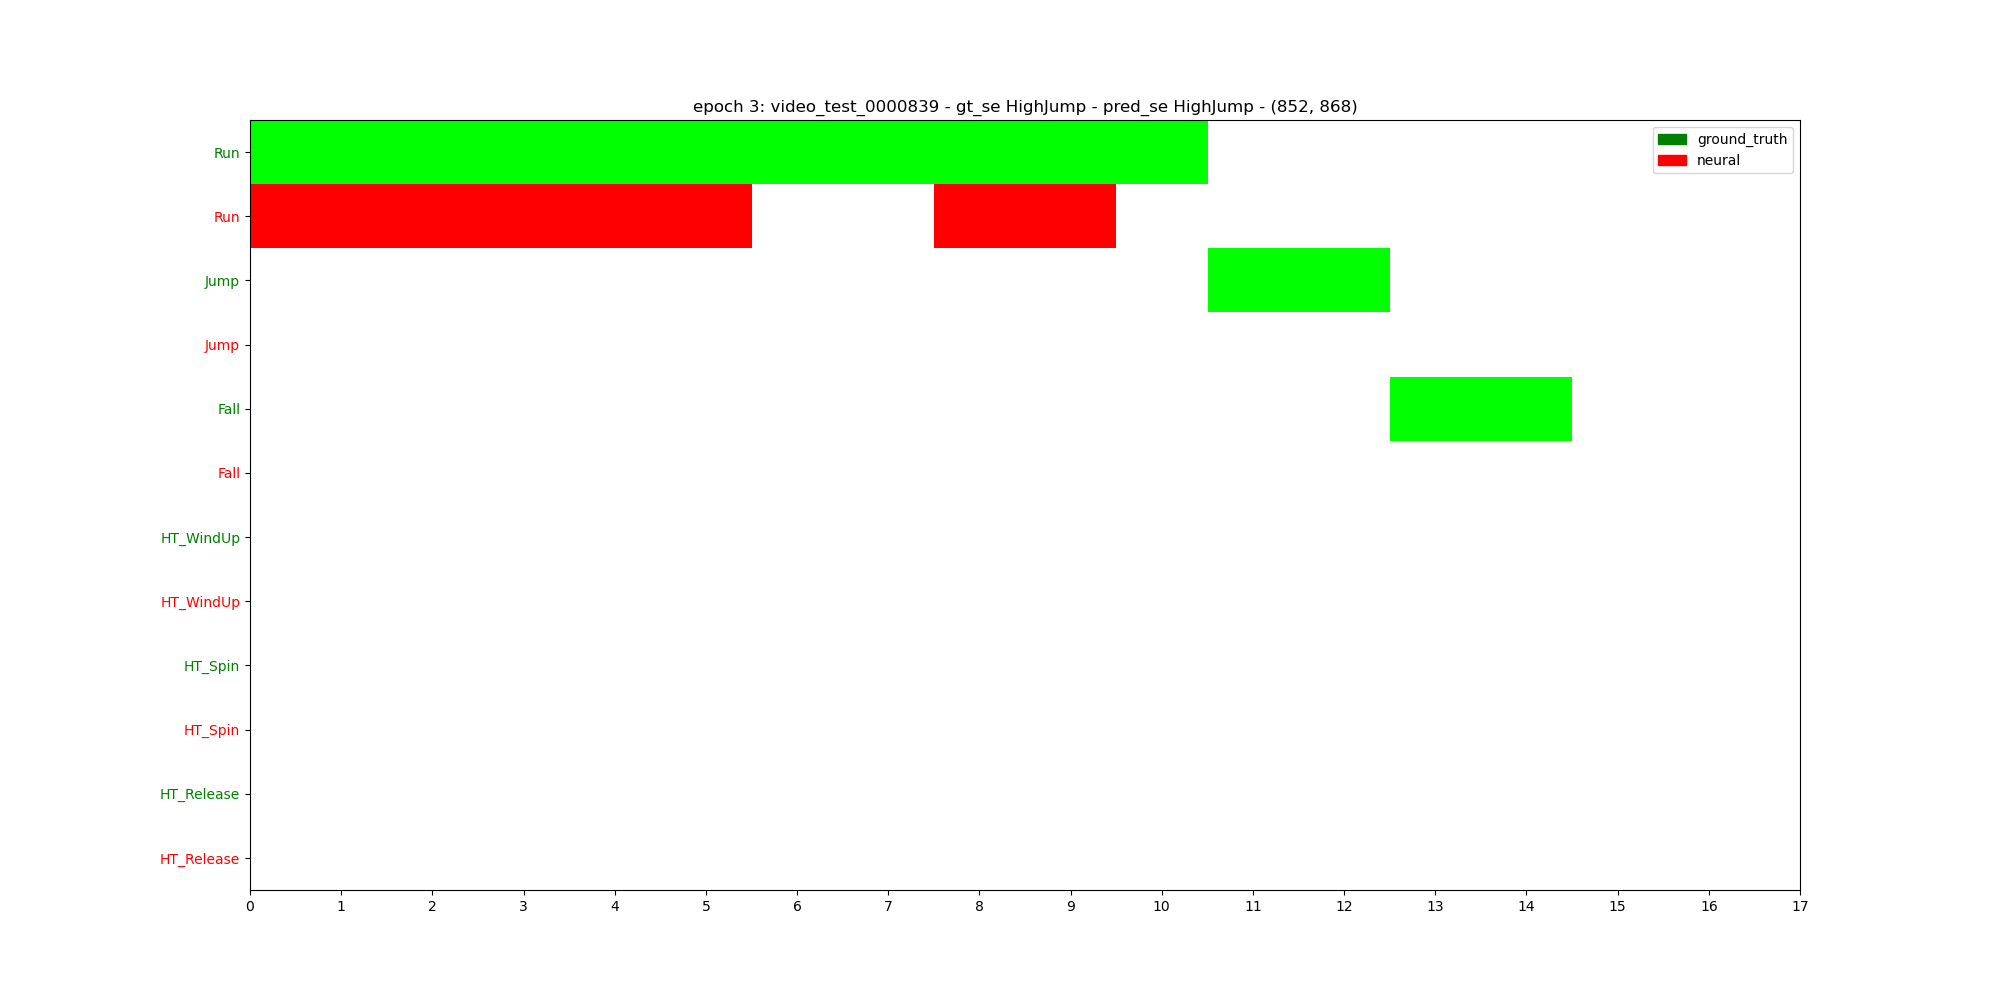 epoch 3: video_test_0000839 - gt_se HighJump - pred_se HighJump - (852, 868)
ground_truth
neural
Run
Run
Jump
Jump
Fall
Fall
HT_WindUp
HT_WindUp
HT_Spin
HT_Spin
HT_Release
HT_Release
0 1 2 3 4 5 6 7 8 9 10 11 12 13 14 15 16 17